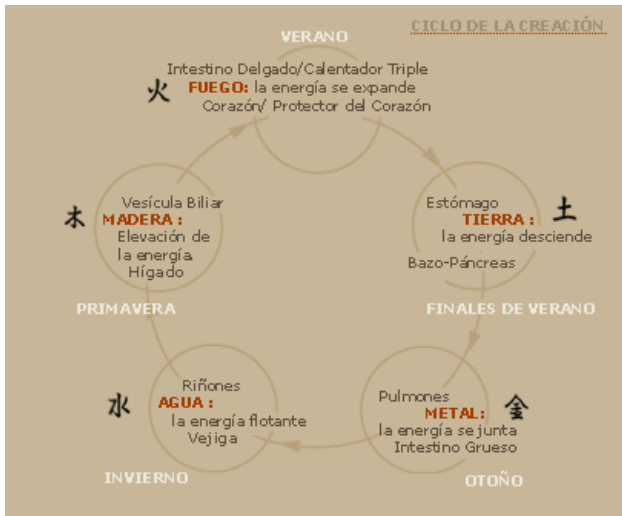 CICLO DE LA CREACIÓN
VERANO
Intestino Delgado/Calentador Triple
火
FUEGO: la energía se expande
Corazón/ Protector del Corazón
Vesícula Biliar
木
MADERA :
Elevación de
la energía.
Hígado
PRIMAVERA
Estómago
土
TIERRA :
la energía desciende
Bazo-Páncreas
FINALES DE VERANO
Riñones
水
AGUA :
la energía flotante
Vejiga
INVIERNO
Pulmones
金
METAL:
la energía se junta
Intestino Grueso
OTOÑO